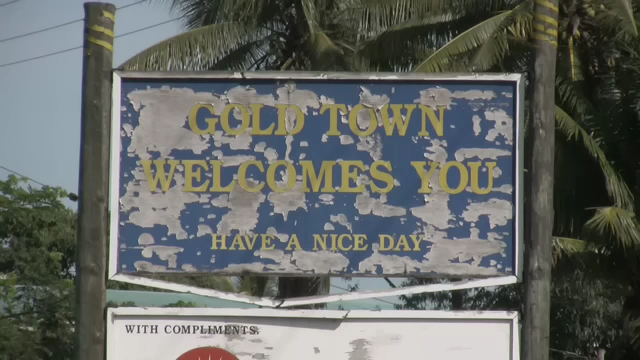 GOLD TOWN
WELCOMES YOU
HAVE A NICE DAY
WITH COMPLIMENTS.